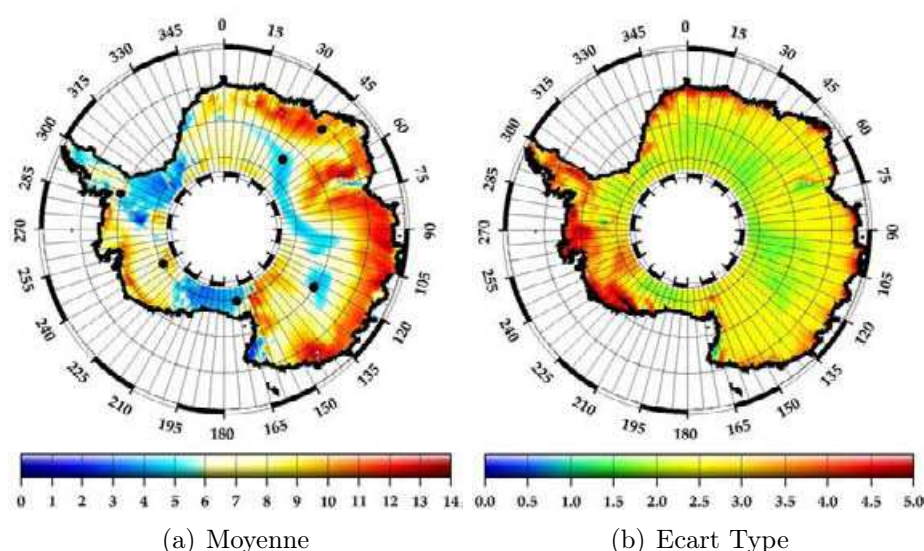 0 15 30 45 60 75 90 105 120 135 150 165 180 195 210 225 240 255 270 285 300 315 330 345
0 15 30 45 60 75 90 105 120 135 150 165 180 195 210 225 240 255 270 285 300 315 330 345
0 1 2 3 4 5 6 7 8 9 10 11 12 13 14
0.0 0.5 1.0 1.5 2.0 2.5 3.0 3.5 4.0 4.5 5.0
(a) Moyenne
(b) Ecart Type